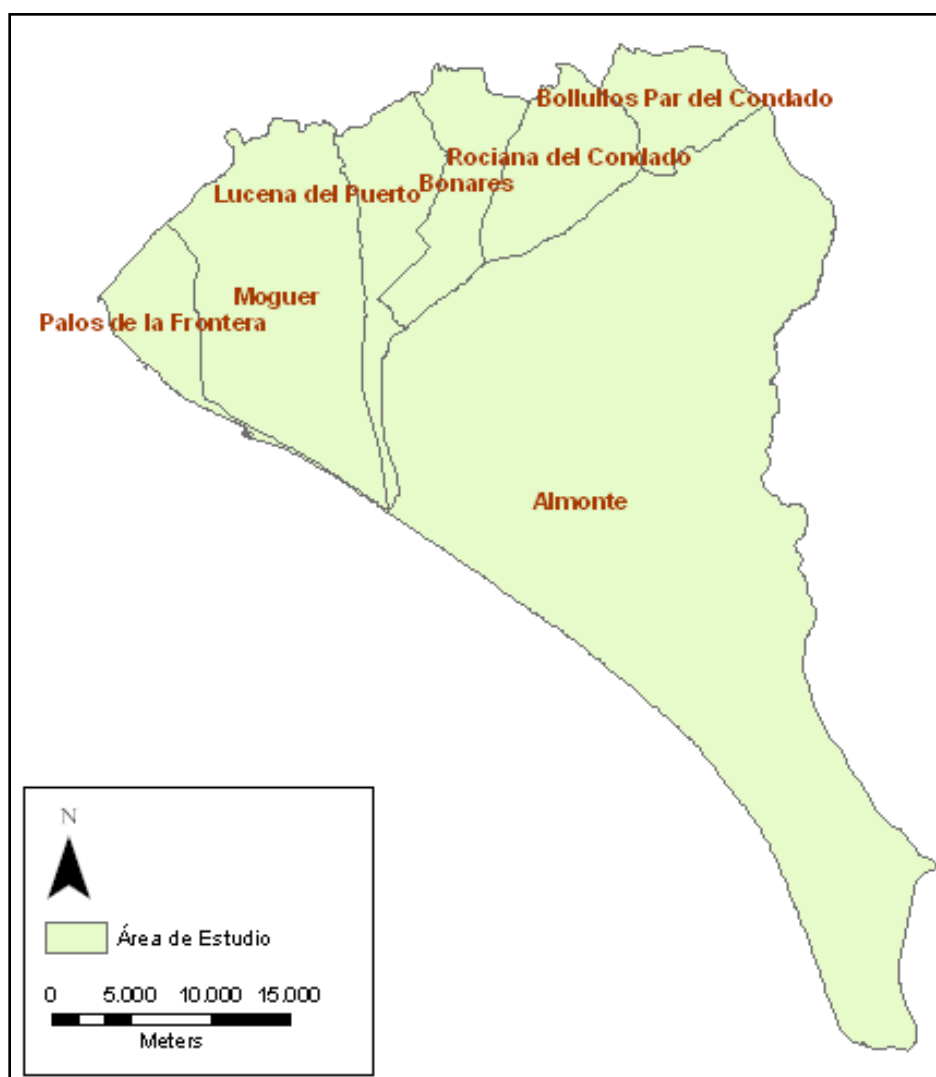 Bollullos Par del Condado
Rociana del Condado
Bonares
Lucena del Puerto
Moguer
Palos de la Frontera
Almonte
N
Área de Estudio
0 5.000 10.000 15.000
Meters